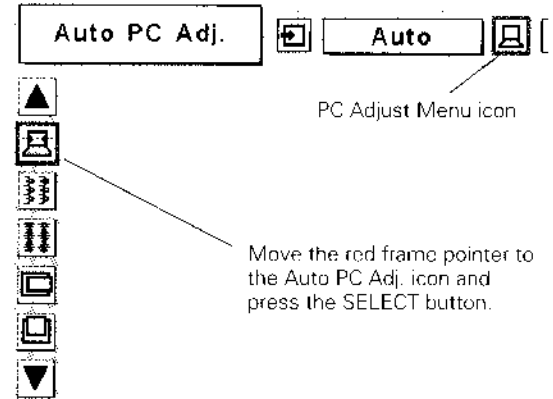 Auto PC Adj.
Auto
PC Adjust Menu icon
Move the red frame pointer to
the Auto PC Adj. icon and
press the SELECT button.